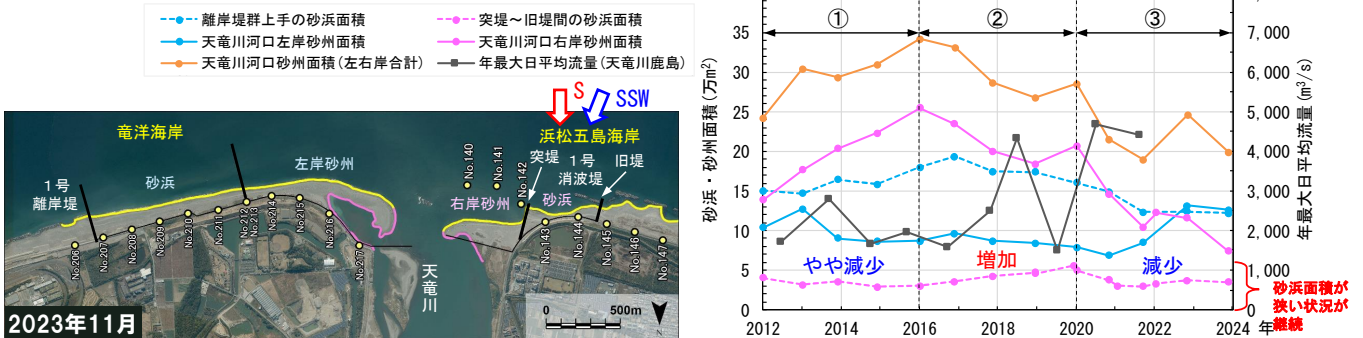 離岸堤群上手の砂浜面積
突堤～旧堤間の砂浜面積
天竜川河口左岸砂州面積
天竜川河口右岸砂州面積
天竜川河口砂州面積(左右岸合計)
年最大日平均流量(天竜川鹿島)
S
SSW
竜洋海岸
浜松五島海岸
左岸砂州
砂浜
1号
離岸堤
右岸砂州
突堤
砂浜
1号
消波堤
旧堤
No.140
No.141
No.142
No.206
No.207
No.208
No.209
No.210
No.211
No.212
No.213
No.214
No.215
No.216
No.217
No.143
No.144
No.145
No.146
No.147
天竜川
0 500m
N
2023年11月
① ② ③
砂浜・砂州面積(万m²)
35
30
25
20
15
10
5
0
年最大日平均流量(m³/s)
7,000
6,000
5,000
4,000
3,000
2,000
1,000
0
やや減少
増加
減少
2012 2014 2016 2018 2020 2022 2024 年
砂浜面積が
狭い状況が
継続